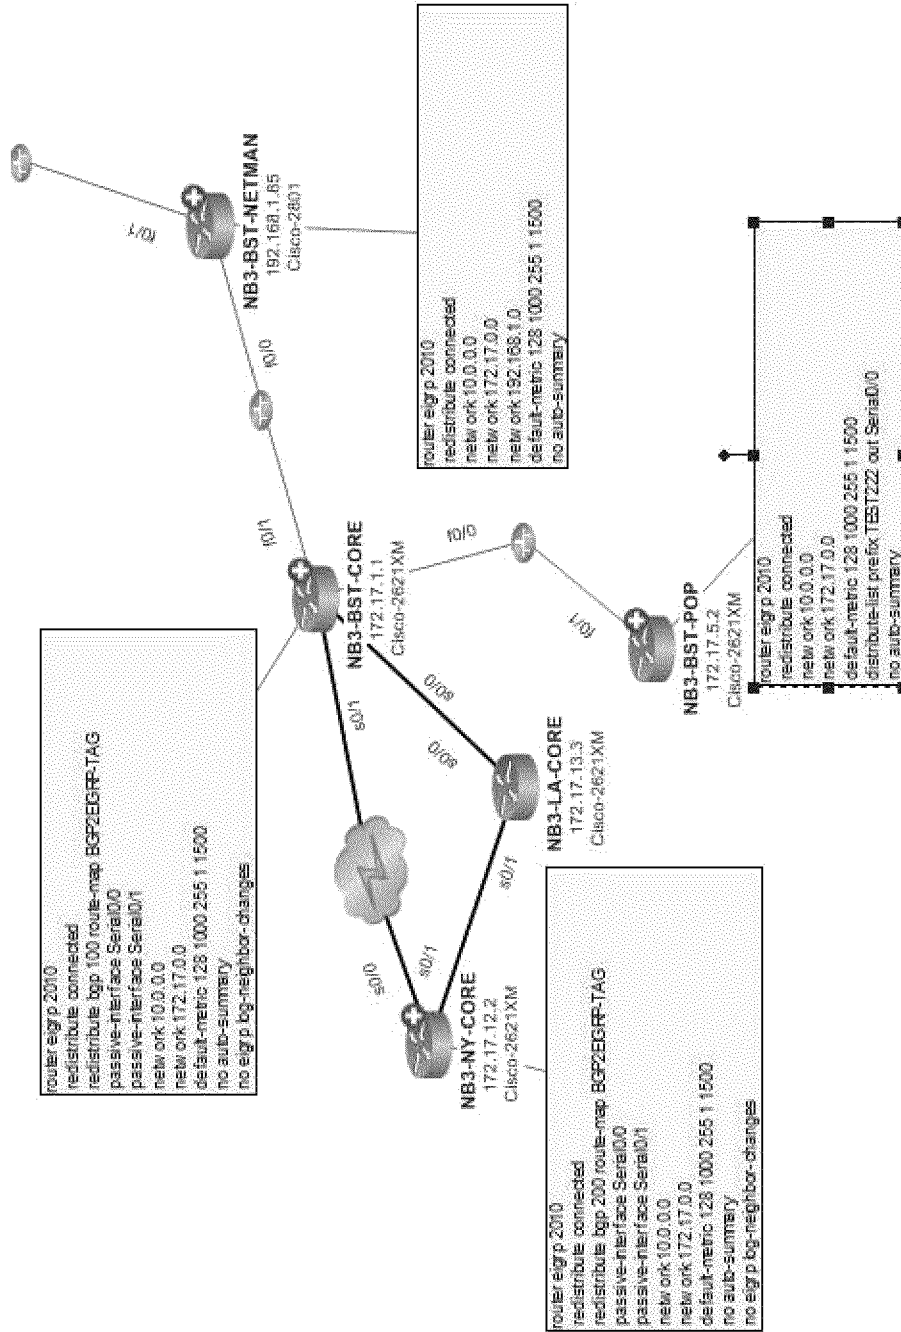 router eigrp 2010
redistribute connected
redistribute bgp 100 route-map BGP2EIGRP-TAG
passive-interface Serial0/0
passive-interface Serial0/1
network 10.0.0.0
network 172.17.0.0
default-metric 128 1000 255 1 1500
no auto-summary
no eigrp log-neighbor-changes
s0/0
s0/1
f0/1
f0/0
f0/1
NB3-BST-NETMAN
192.168.1.65
Cisco-2801
NB3-BST-CORE
172.17.1.1
Cisco-2621XM
s0/0
s0/0
f0/0
s0/1
s0/1
NB3-NY-CORE
172.17.12.2
Cisco-2621XM
NB3-LA-CORE
172.17.13.3
Cisco-2621XM
f0/1
NB3-BST-POP
172.17.5.2
Cisco-2621XM
router eigrp 2010
redistribute connected
network 10.0.0.0
network 172.17.0.0
network 192.168.1.0
default-metric 128 1000 255 1 1500
no auto-summary
router eigrp 2010
redistribute connected
redistribute bgp 200 route-map BGP2EIGRP-TAG
passive-interface Serial0/0
passive-interface Serial0/1
network 10.0.0.0
network 172.17.0.0
default-metric 128 1000 255 1 1500
no auto-summary
no eigrp log-neighbor-changes
router eigrp 2010
redistribute connected
network 10.0.0.0
network 172.17.0.0
default-metric 128 1000 255 1 1500
distribute-list prefix TEST222 out Serial0/0
no auto-summary